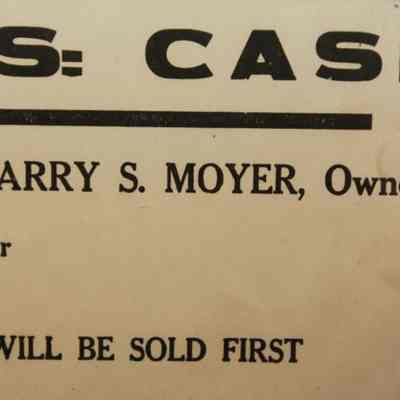 S: CAS
ARRY S. MOYER, Own
r
WILL BE SOLD FIRST